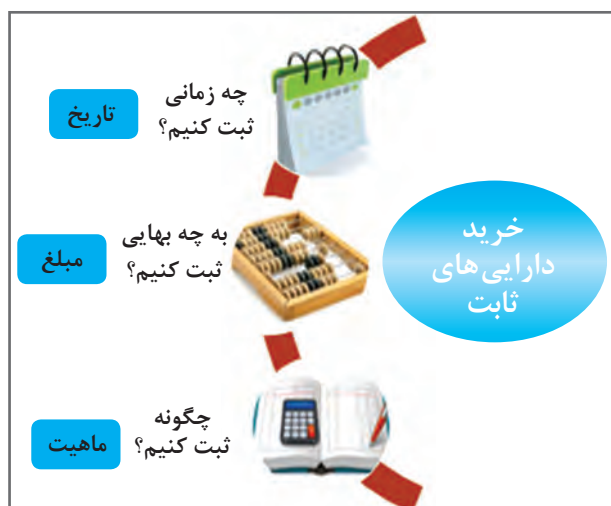 خرید
دارایی‌های
ثابت
چه زمانی
ثبت کنیم؟
تاریخ
به چه بهایی
ثبت کنیم؟
مبلغ
چگونه
ثبت کنیم؟
ماهیت